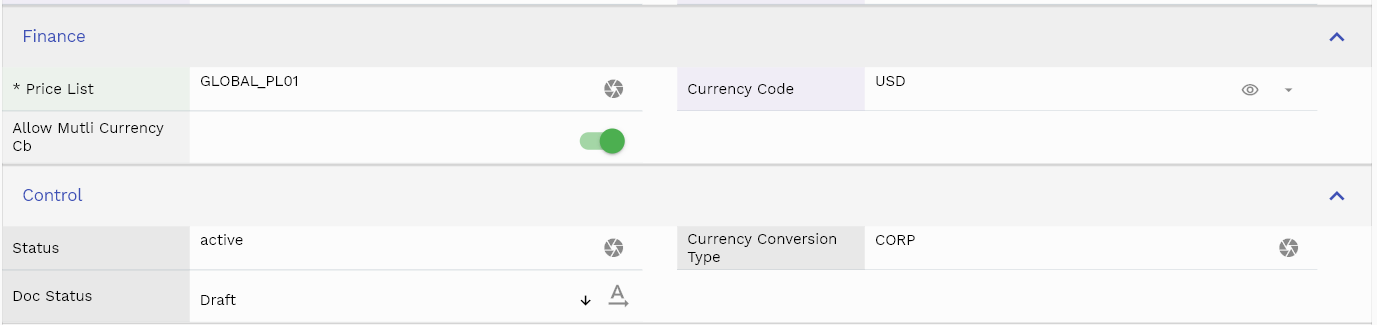 Finance
* Price List
GLOBAL_PL01
Currency Code
USD
Allow Mutli Currency
Cb
Control
Status
active
Currency Conversion
Type
CORP
Doc Status
Draft
A